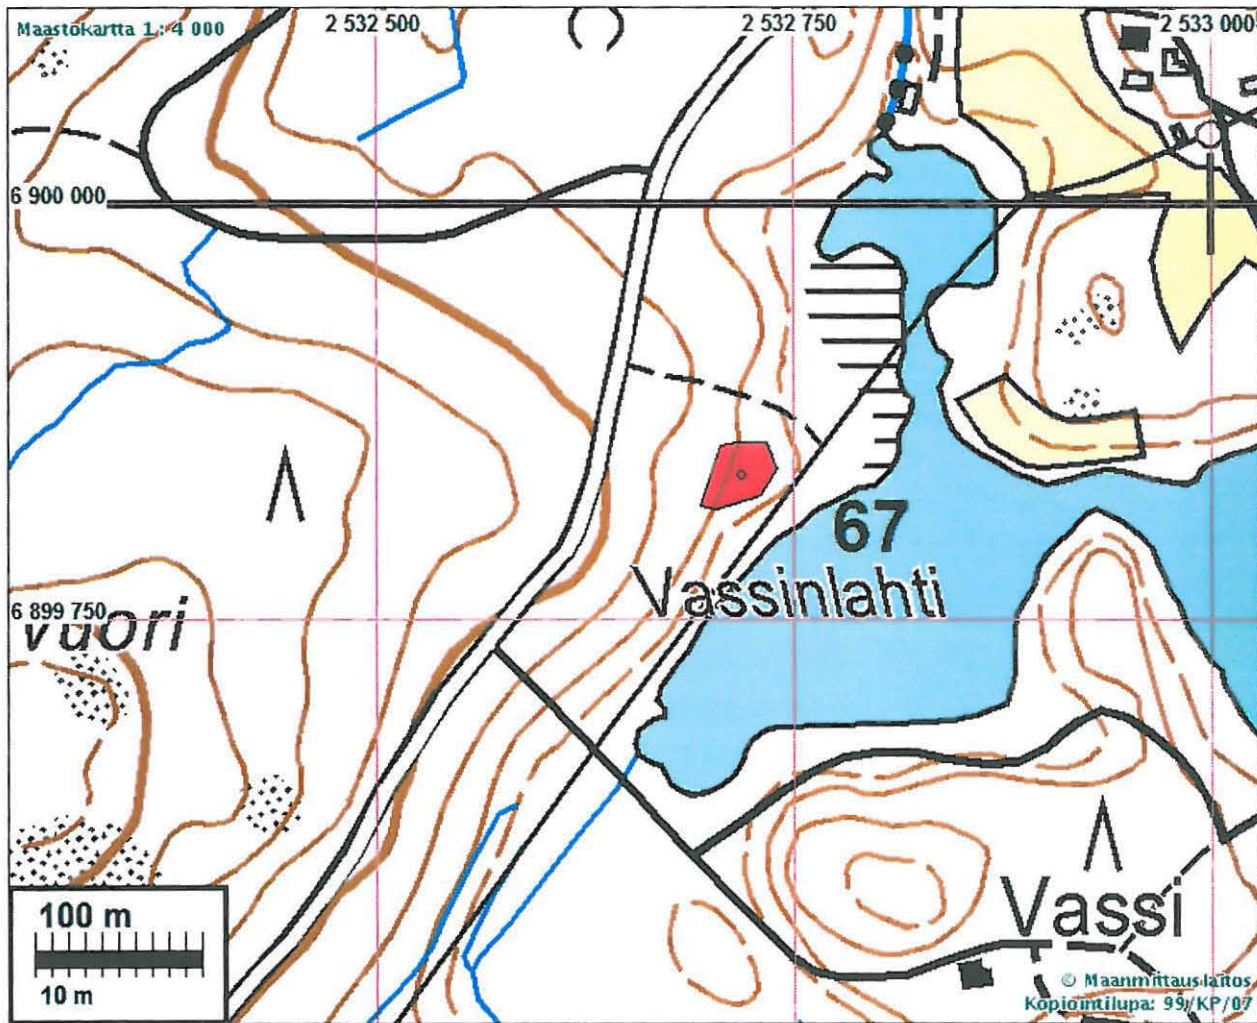 Maastokartta 1 : 4 000
2 532 500
2 532 750
2 533 000
6 900 000
67
Vassinlahti
6 899 750
vuori
100 m
10 m
Vassi
© Maanmittauslaitos
Kopiointilupa: 99/KP/07